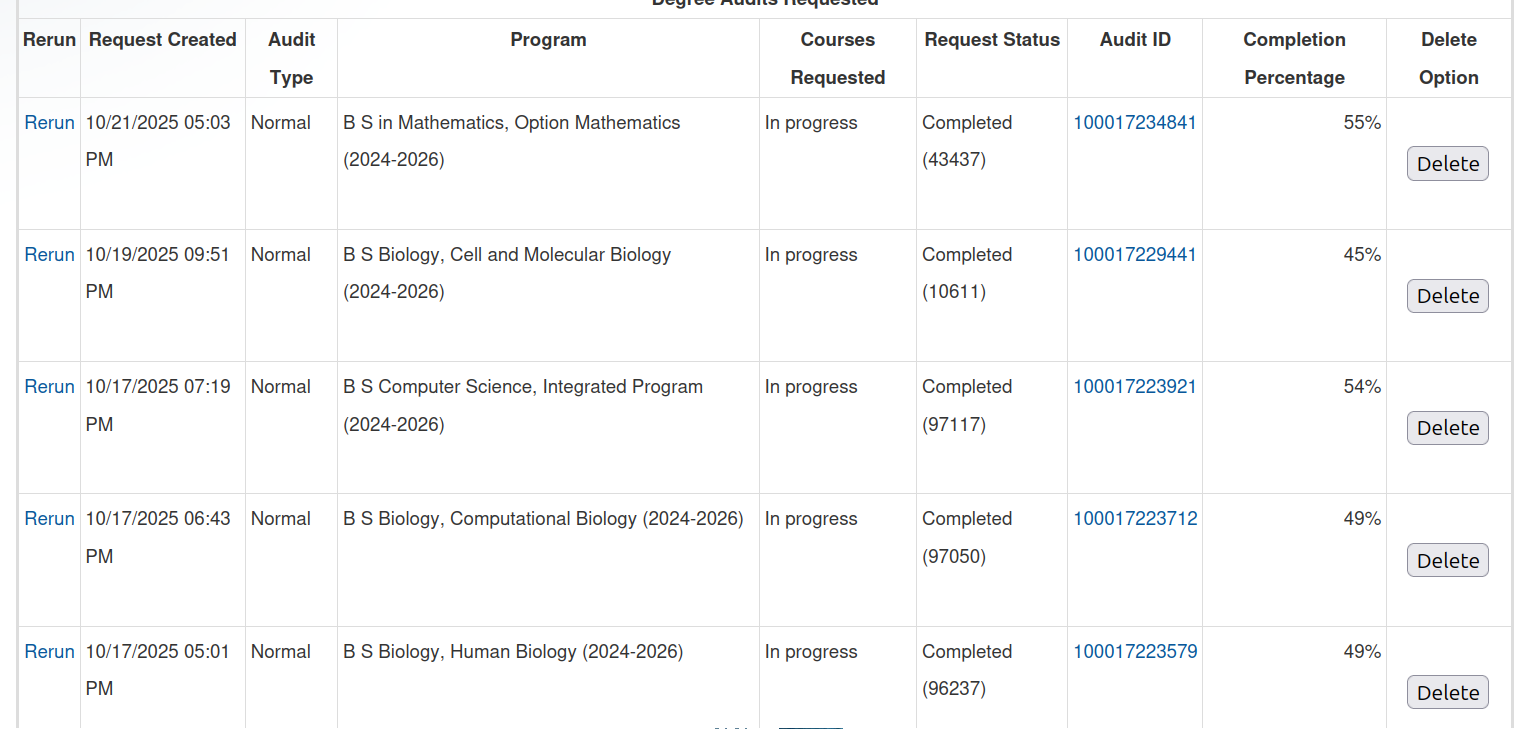 Degree Audits Requested
Rerun Request Created Audit Type Program Courses Requested Request Status Audit ID Completion Percentage Delete Option
Rerun 10/21/2025 05:03 PM Normal B S in Mathematics, Option Mathematics (2024-2026) In progress Completed (43437) 100017234841 55% Delete
Rerun 10/19/2025 09:51 PM Normal B S Biology, Cell and Molecular Biology (2024-2026) In progress Completed (10611) 100017229441 45% Delete
Rerun 10/17/2025 07:19 PM Normal B S Computer Science, Integrated Program (2024-2026) In progress Completed (97117) 100017223921 54% Delete
Rerun 10/17/2025 06:43 PM Normal B S Biology, Computational Biology (2024-2026) In progress Completed (97050) 100017223712 49% Delete
Rerun 10/17/2025 05:01 PM Normal B S Biology, Human Biology (2024-2026) In progress Completed (96237) 100017223579 49% Delete